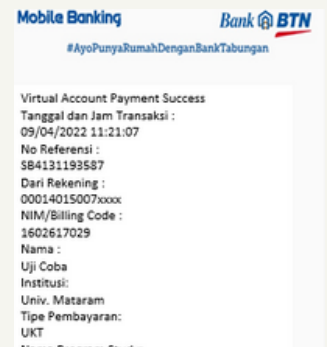 Mobile Banking
Bank BTN
#AyoPunyaRumahDenganBankTabungan
Virtual Account Payment Success
Tanggal dan Jam Transaksi :
09/04/2022 11:21:07
No Referensi :
SB4131193587
Dari Rekening :
00014015007xxxx
NIM/Billing Code :
1602617029
Nama :
Uji Coba
Institusi:
Univ. Mataram
Tipe Pembayaran:
UKT